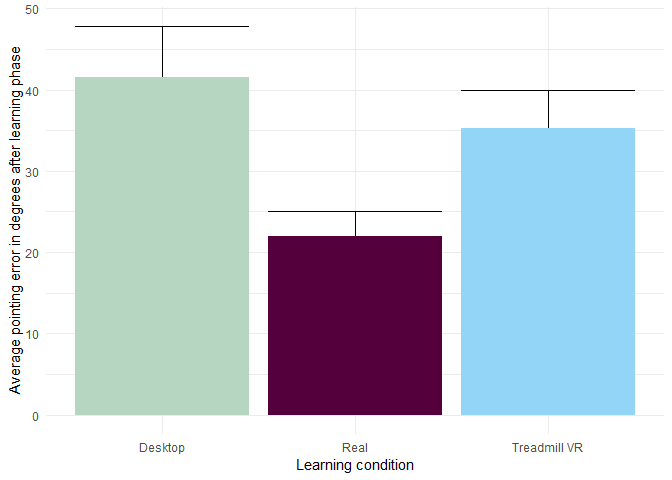 Average pointing error in degrees after learning phase
50
40
30
20
10
0
Desktop
Real
Treadmill VR
Learning condition